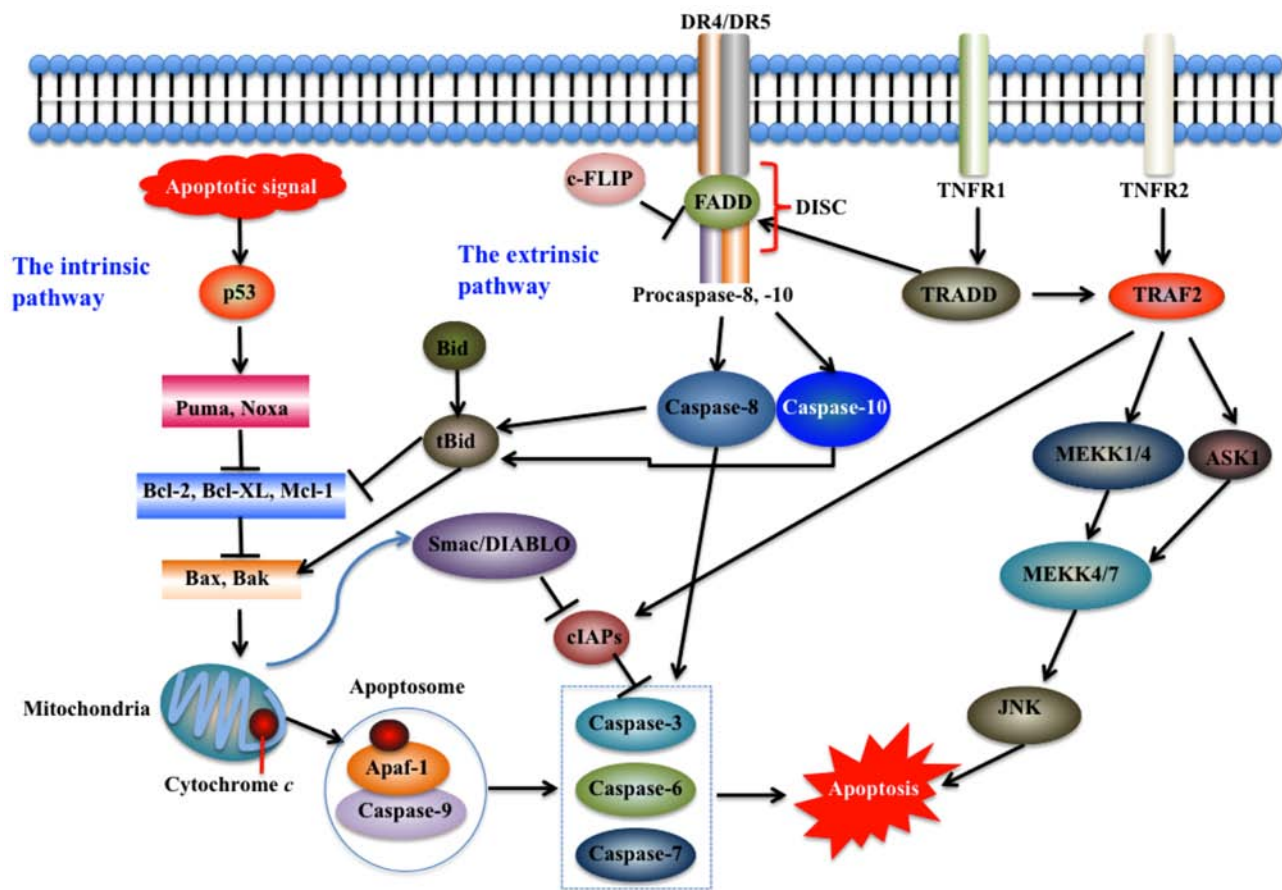 DR4/DR5
Apoptotic signal
c-FLIP
FADD
DISC
TNFR1
TNFR2
The intrinsic
pathway
The extrinsic
pathway
p53
Procaspase-8, -10
TRADD
TRAF2
Bid
Puma, Noxa
Caspase-8
Caspase-10
tBid
MEKK1/4
ASK1
Bcl-2, Bcl-XL, Mcl-1
Smac/DIABLO
Bax, Bak
MEKK4/7
cIAPs
Mitochondria
Apoptosome
Caspase-3
JNK
Cytochrome c
Apaf-1
Caspase-6
Apoptosis
Caspase-9
Caspase-7